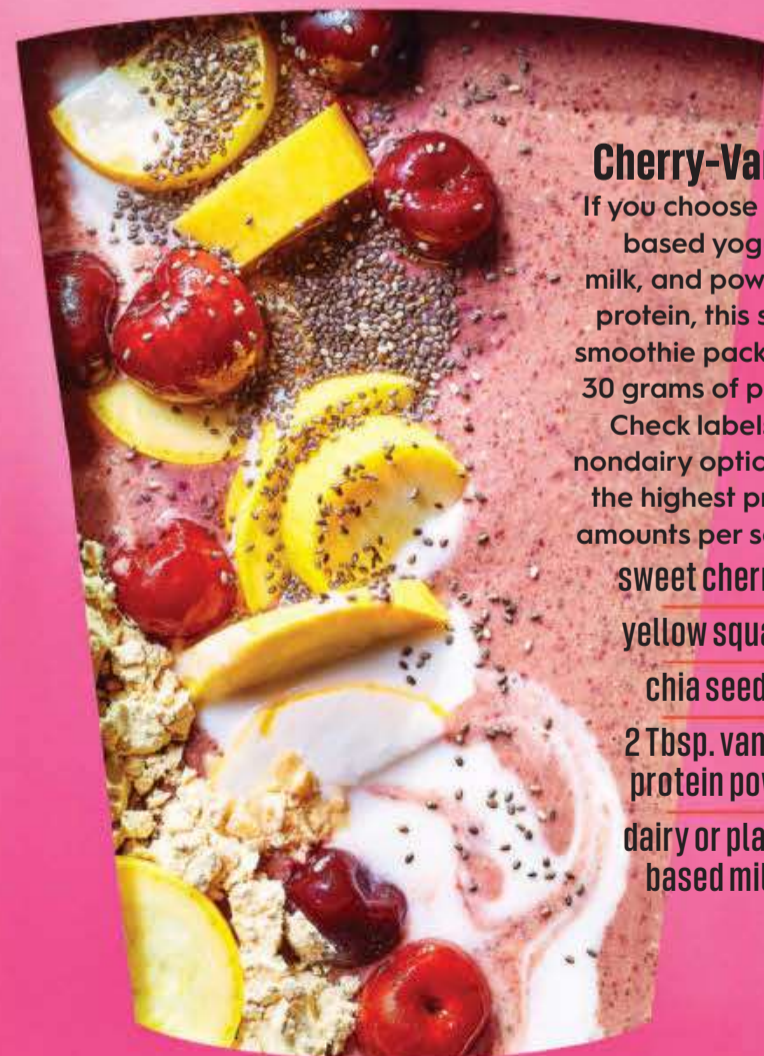 Cherry-Va
If you choose
based yog
milk, and pow
protein, this s
smoothie pack
30 grams of p
Check label
nondairy optio
the highest pr
amounts per s
sweet cher
yellow squa
chia seed
2 Tbsp. van
protein pow
dairy or pla
based mil